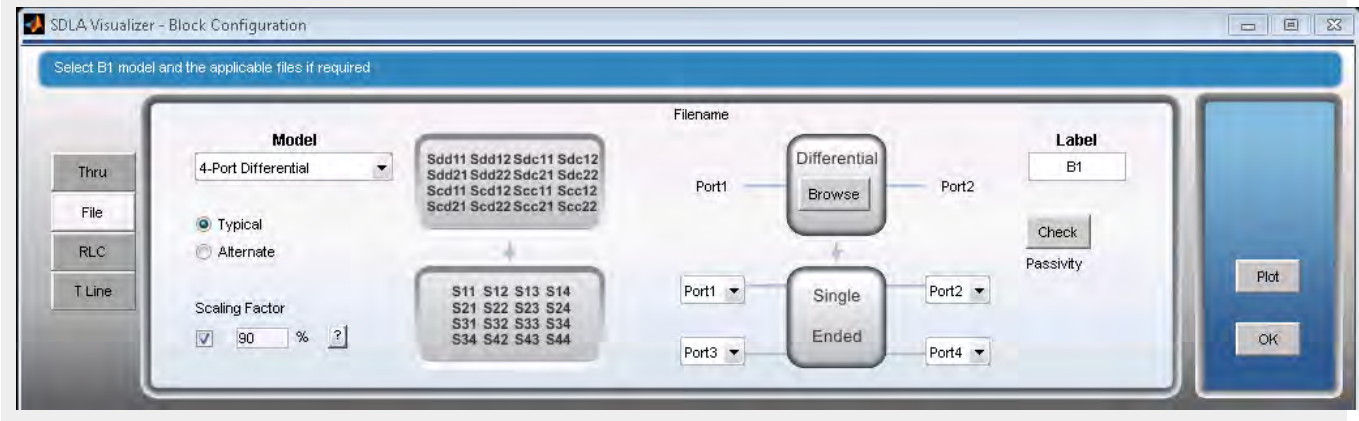 SDLA Visualizer - Block Configuration
Select B1 model and the applicable files if required
Thru
File
RLC
T Line
Model
4-Port Differential
Typical
Alternate
Scaling Factor
90 % ?
Sdd11 Sdd12 Sdc11 Sdc12
Sdd21 Sdd22 Sdc21 Sdc22
Scd11 Scd12 Scc11 Scc12
Scd21 Scd22 Scc21 Scc22
S11 S12 S13 S14
S21 S22 S23 S24
S31 S32 S33 S34
S34 S42 S43 S44
Filename
Port1
Differential
Browse
Port2
Port1
Port2
Single
Ended
Port3
Port4
Label
B1
Check
Passivity
Plot
OK